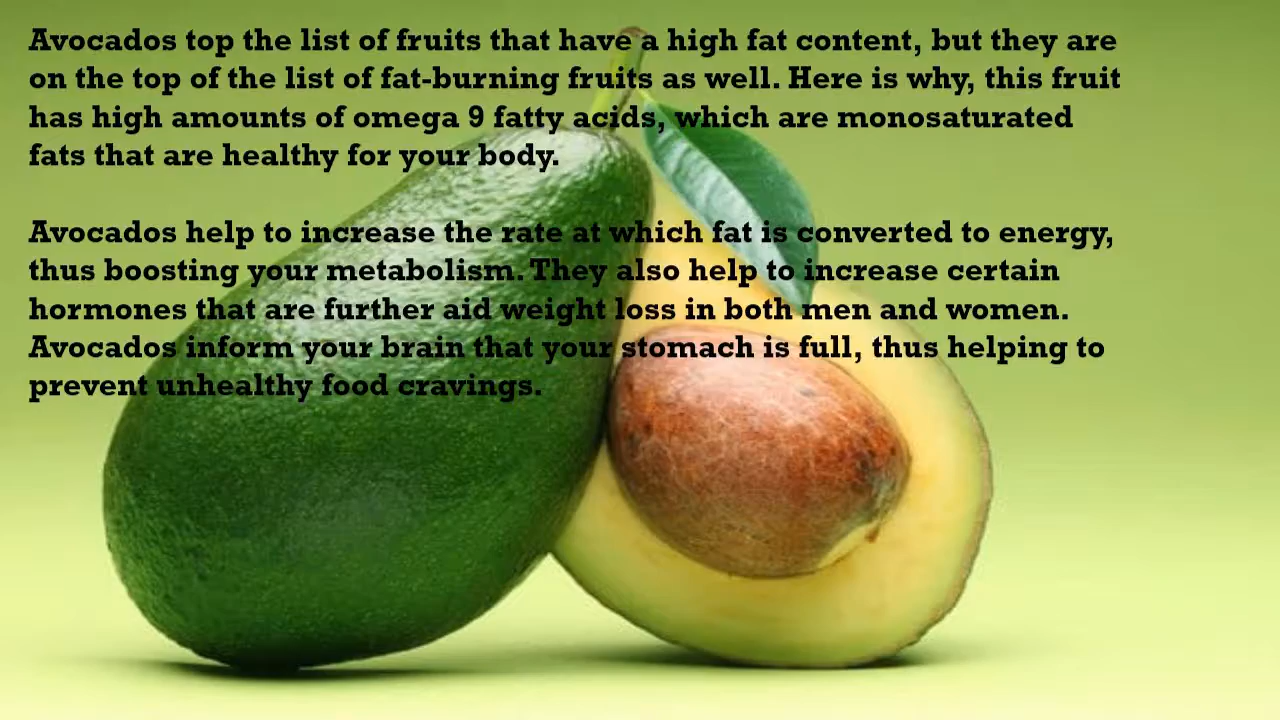 Avocados top the list of fruits that have a high fat content, but they are
on the top of the list of fat-burning fruits as well. Here is why, this fruit
has high amounts of omega 9 fatty acids, which are monosaturated
fats that are healthy for your body.
Avocados help to increase the rate at which fat is converted to energy,
thus boosting your metabolism. They also help to increase certain
hormones that are further aid weight loss in both men and women.
Avocados inform your brain that your stomach is full, thus helping to
prevent unhealthy food cravings.